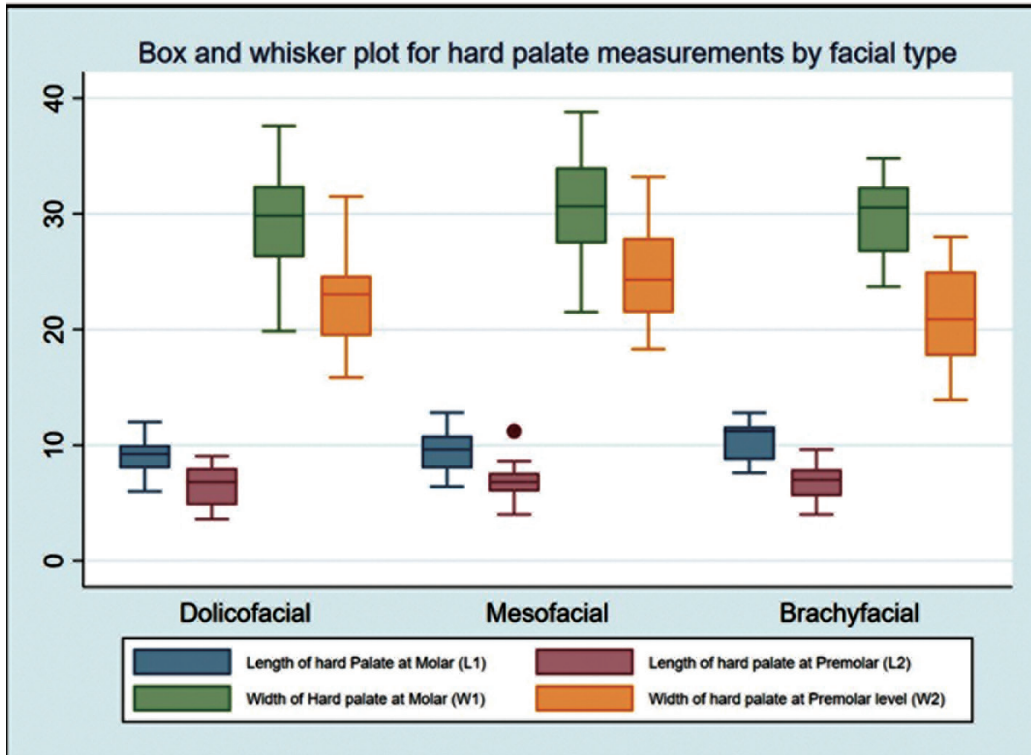 Box and whisker plot for hard palate measurements by facial type
40
30
20
10
0
Dolicofacial Mesofacial Brachyfacial
Length of hard Palate at Molar (L1) Length of hard palate at Premolar (L2)
Width of Hard palate at Molar (W1) Width of hard palate at Premolar level (W2)